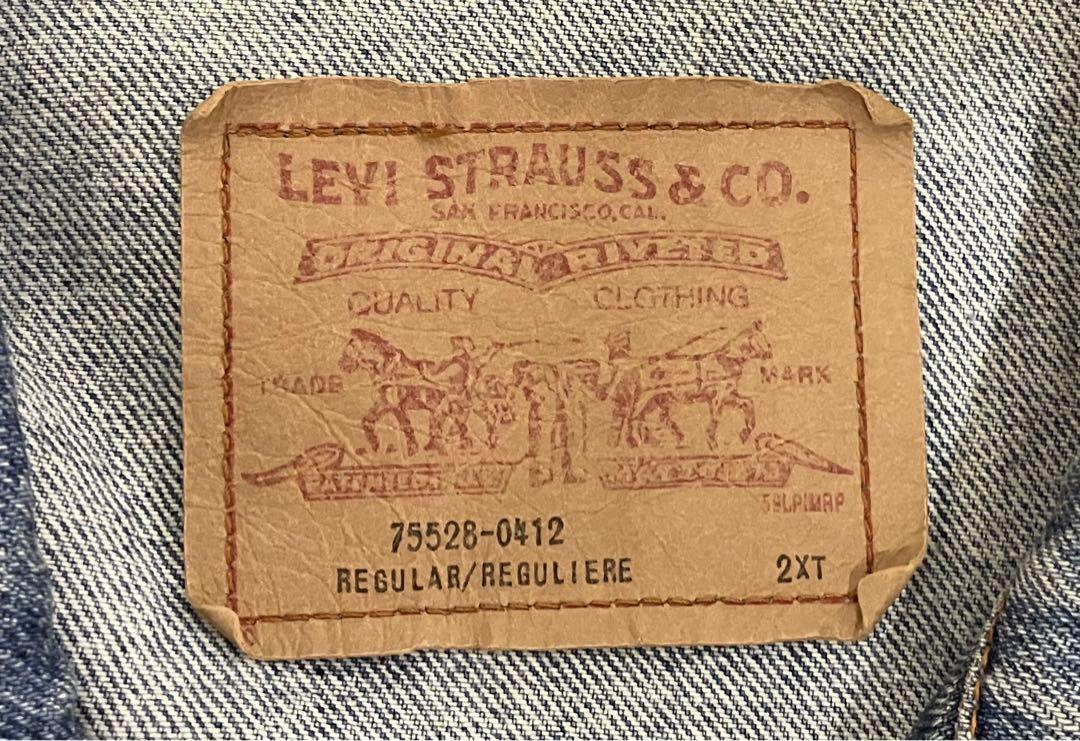 LEVI STRAUSS & CO.
SAN FRANCISCO, CAL.
ORIGINAL RIVETED
QUALITY CLOTHING
TRADE MARK
75528-0412
REGULAR/REGULIERE 2XT